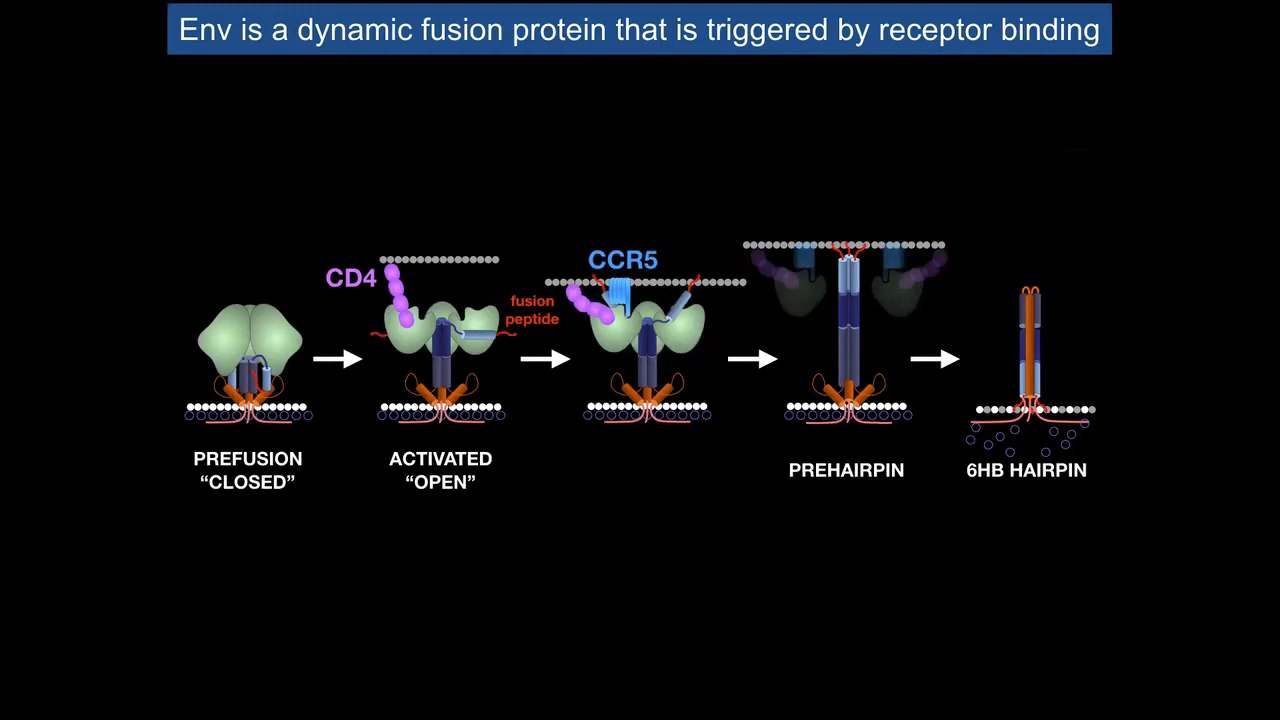 Env is a dynamic fusion protein that is triggered by receptor binding
CD4
fusion
peptide
CCR5
PREFUSION
“CLOSED”
ACTIVATED
“OPEN”
PREHAIRPIN
6HB HAIRPIN